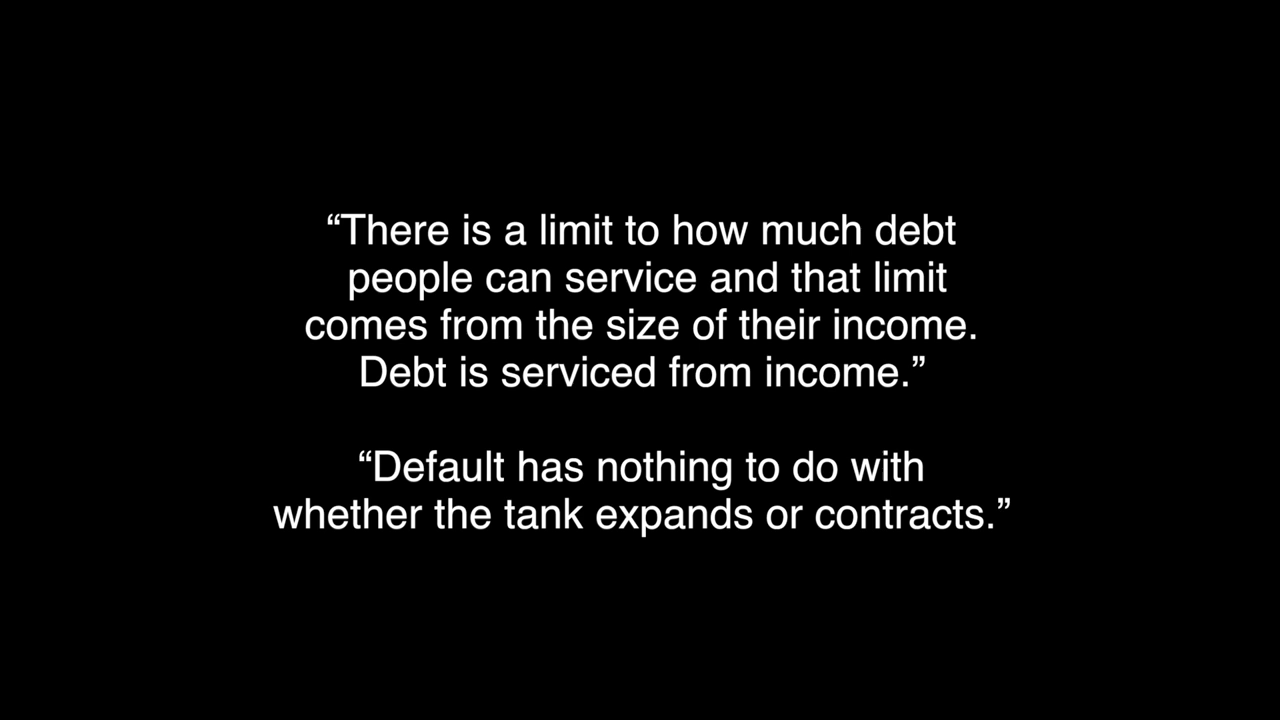 “There is a limit to how much debt
people can service and that limit
comes from the size of their income.
Debt is serviced from income.”
“Default has nothing to do with
whether the tank expands or contracts.”